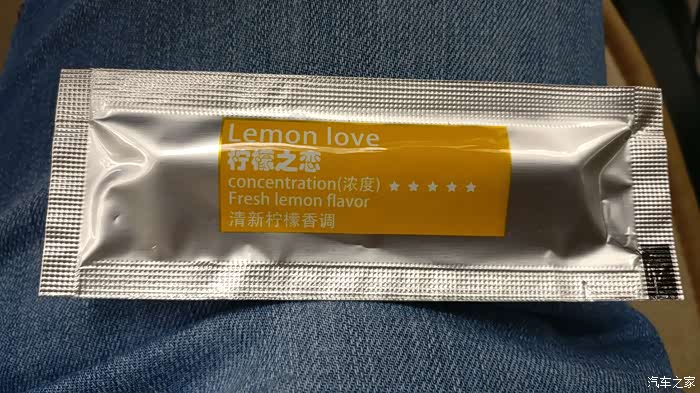 Lemon love
柠檬之恋
concentration(浓度) ★★★★★
Fresh lemon flavor
清新柠檬香调
汽车之家